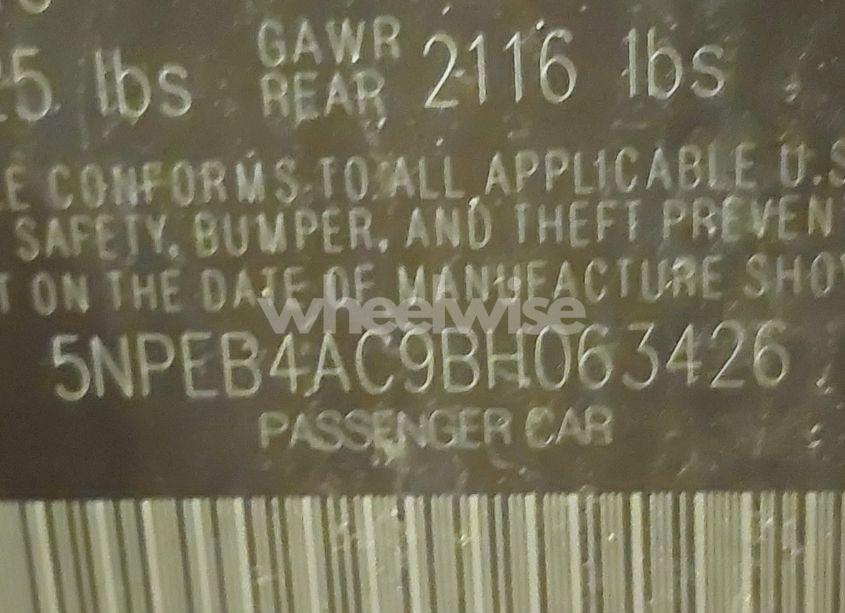 25 lbs GAWR REAR 2116 lbs
CONFORMS TO ALL APPLICABLE U.S
SAFETY, BUMPER, AND THEFT PREVEN
T ON THE DATE OF MANUFACTURE SHO
wheelwise
5NPEB4AC9BH063426
PASSENGER CAR